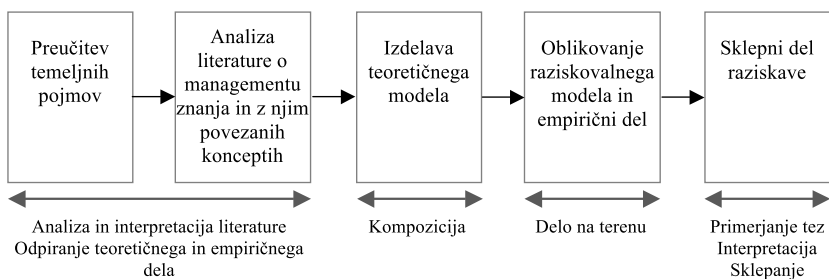 Preučitev
temeljnih
pojmov
Analiza
literature o
managementu
znanja in z njim
povezanih
konceptih
Izdelava
teoretičnega
modela
Oblikovanje
raziskovalnega
modela in
empirični del
Sklepni del
raziskave
Analiza in interpretacija literature
Odpiranje teoretičnega in empiričnega
dela
Kompozicija
Delo na terenu
Primerjanje tez
Interpretacija
Sklepanje